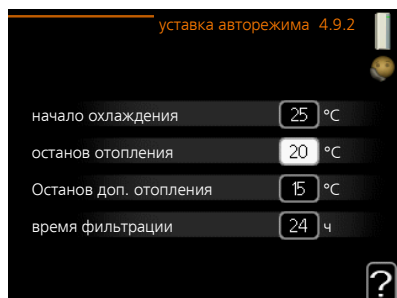 уставка авторежима 4.9.2
начало охлаждения 25 °C
останов отопления 20 °C
Останов доп. отопления 15 °C
время фильтрации 24 ч
?